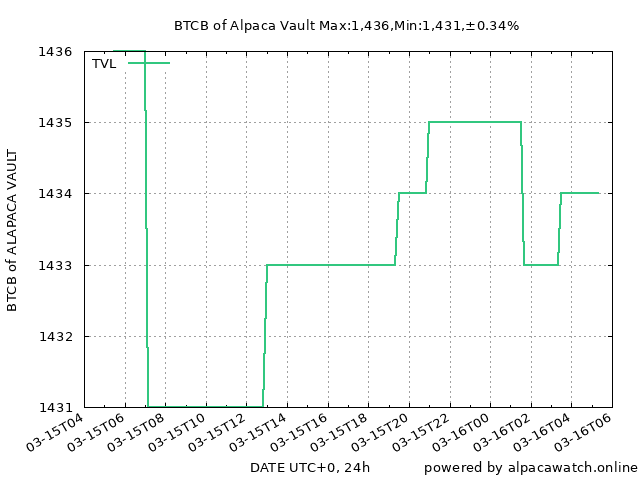 BTCB of Alpaca Vault Max:1,436,Min:1,431,±0.34%
1436
TVL
1435
1434
1433
1432
1431
BTCB of ALAPACA VAULT
03-15T04
03-15T06
03-15T08
03-15T10
03-15T12
03-15T14
03-15T16
03-15T18
03-15T20
03-15T22
03-16T00
03-16T02
03-16T04
03-16T06
DATE UTC+0, 24h
powered by alpacawatch.online